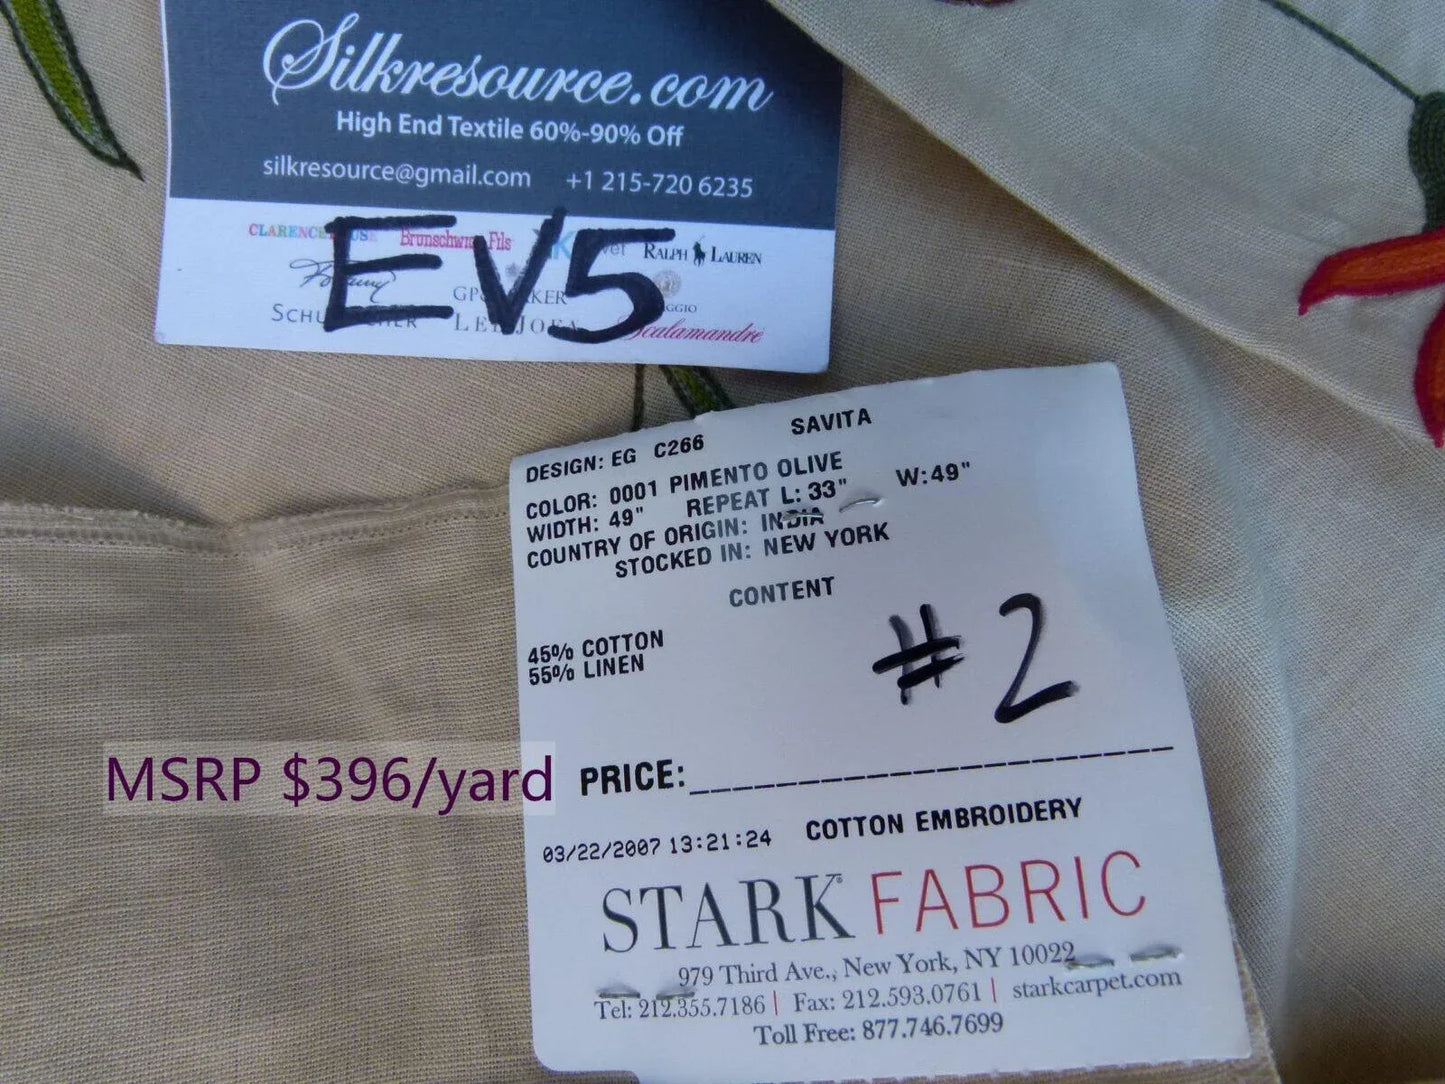 Silkresource.com
High End Textile 60%-90% Off
silkresource@gmail.com +1 215-720 6235
EV5
RALPH LAUREN
Scalamandre
DESIGN: EG C266 SAVITA
COLOR: 0001 PIMENTO OLIVE
WIDTH: 49" REPEAT L: 33" W:49"
COUNTRY OF ORIGIN: INDIA
STOCKED IN: NEW YORK
CONTENT
45% COTTON
55% LINEN
#2
MSRP $396/yard
PRICE:
03/22/2007 13:21:24 COTTON EMBROIDERY
STARK FABRIC
979 Third Ave., New York, NY 10022
Tel: 212.355.7186 | Fax: 212.593.0761 | starkcarpet.com
Toll Free: 877.746.7699